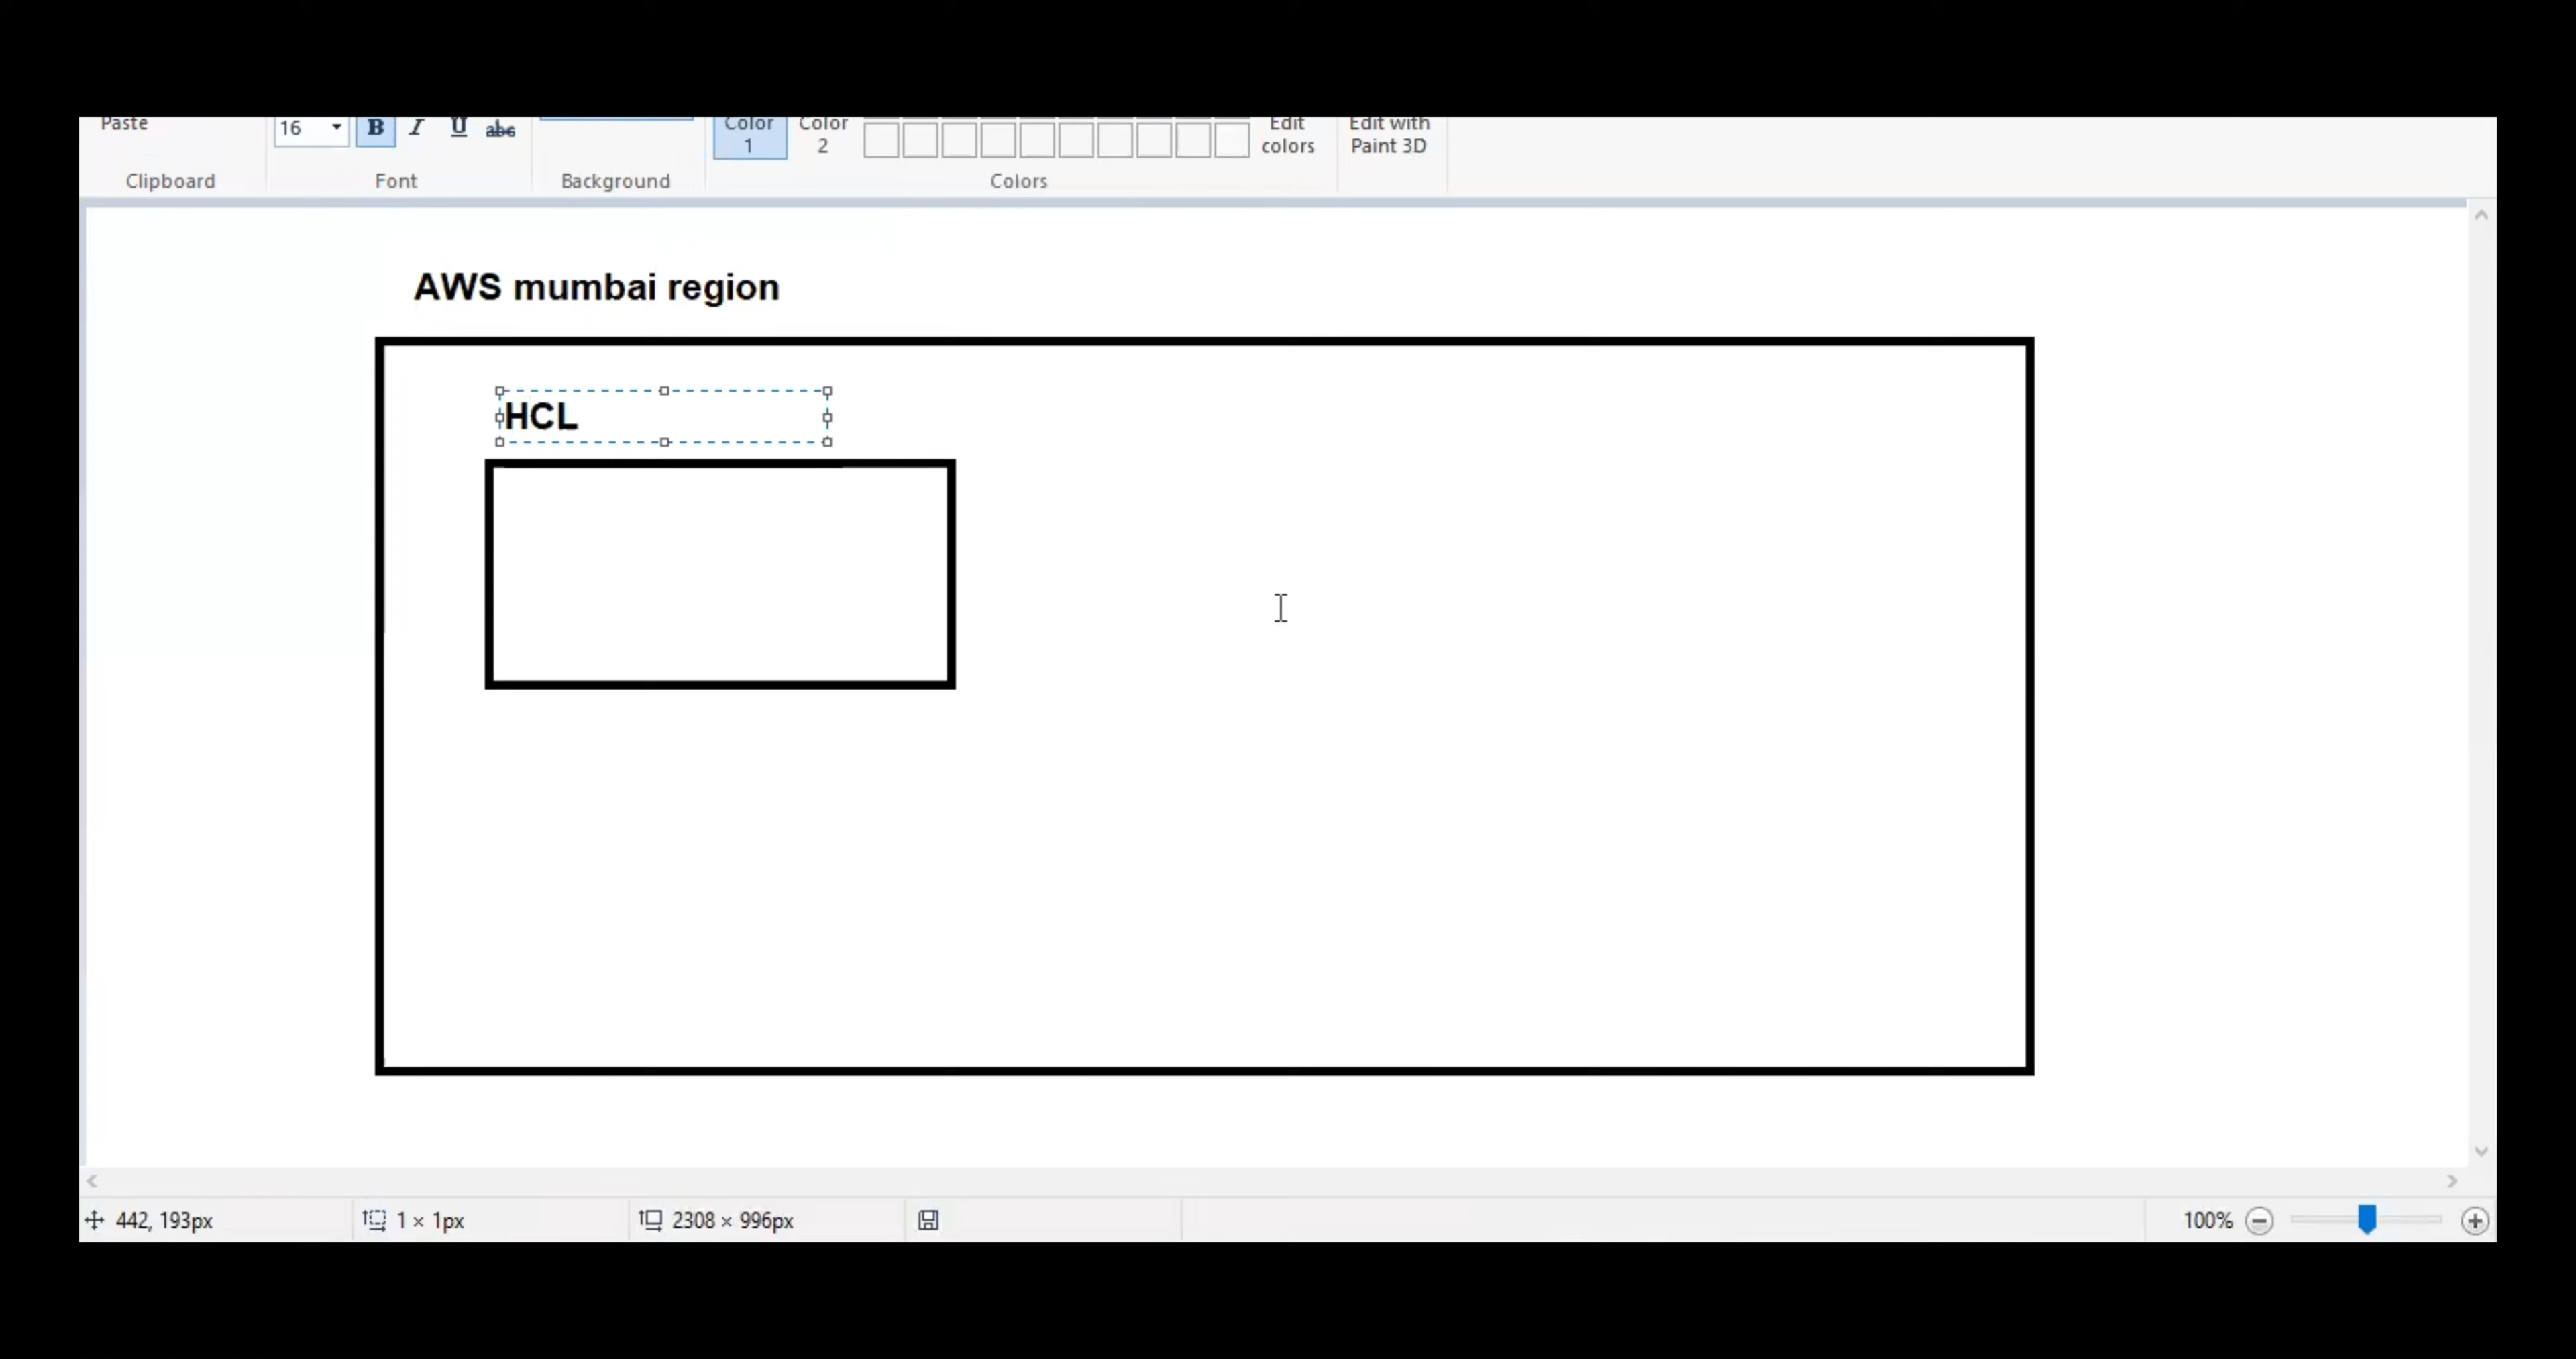 Paste
16 B I U abc
Color 1
Color 2
Edit colors
Edit with Paint 3D
Clipboard
Font
Background
Colors
AWS mumbai region
HCL
442, 193px
1 × 1px
2308 × 996px
100%